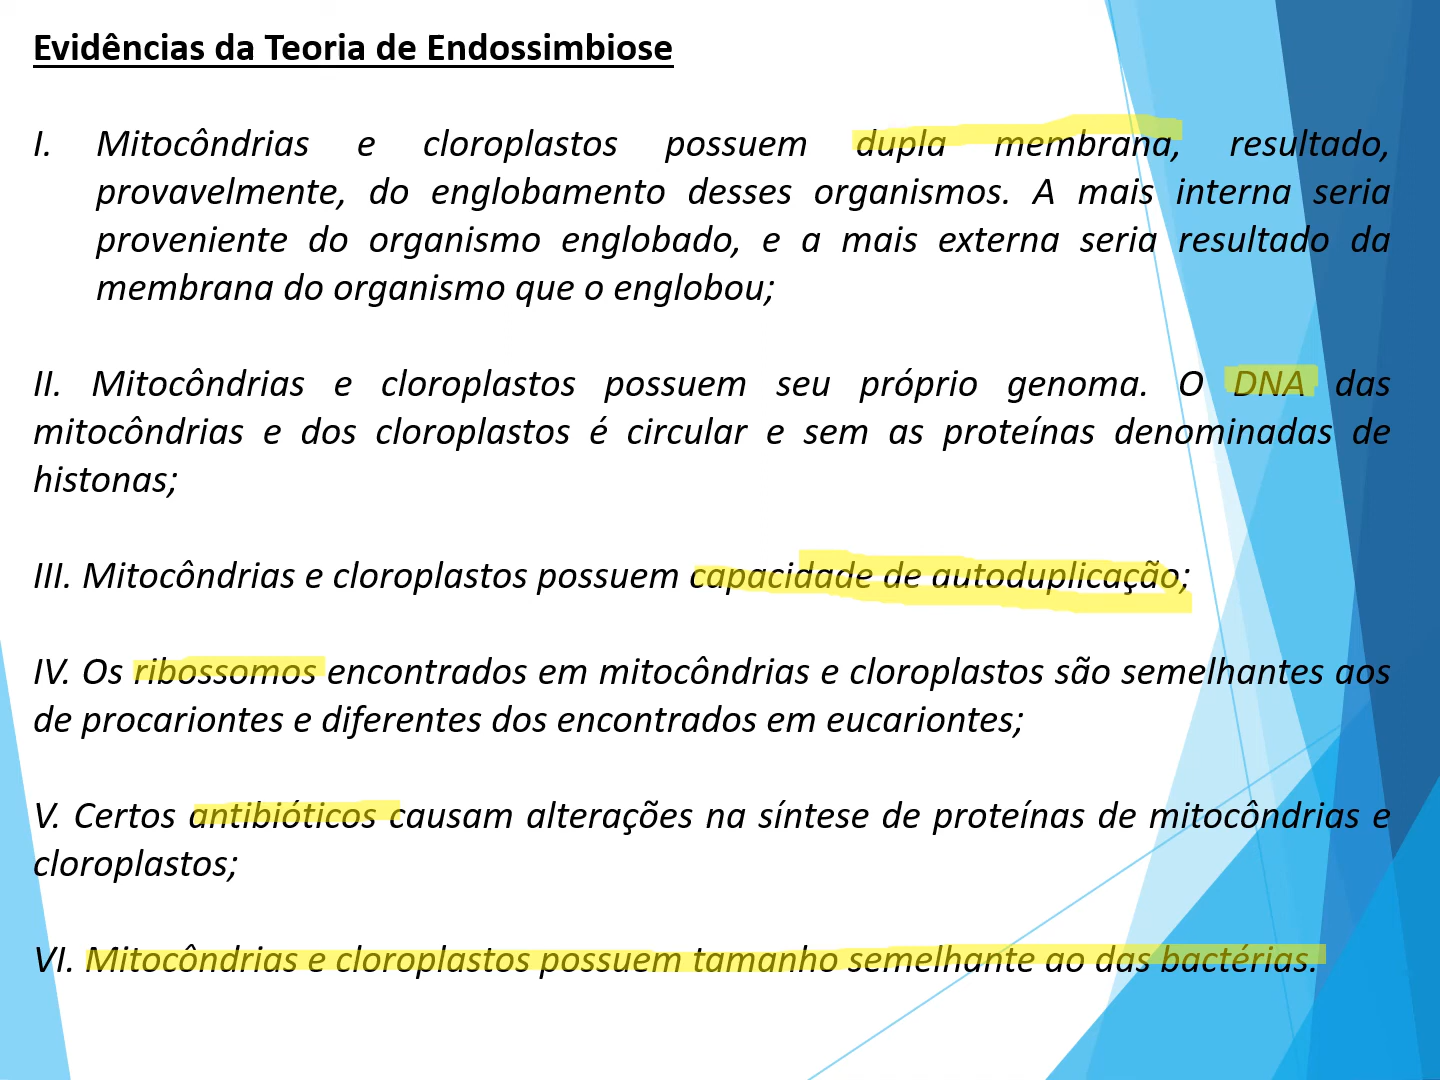 Evidências da Teoria de Endossimbiose
I. Mitocôndrias e cloroplastos possuem dupla membrana, resultado,
provavelmente, do englobamento desses organismos. A mais interna seria
proveniente do organismo englobado, e a mais externa seria resultado da
membrana do organismo que o englobou;
II. Mitocôndrias e cloroplastos possuem seu próprio genoma. O DNA das
mitocôndrias e dos cloroplastos é circular e sem as proteínas denominadas de
histonas;
III. Mitocôndrias e cloroplastos possuem capacidade de autoduplicação;
IV. Os ribossomos encontrados em mitocôndrias e cloroplastos são semelhantes aos
de procariontes e diferentes dos encontrados em eucariontes;
V. Certos antibióticos causam alterações na síntese de proteínas de mitocôndrias e
cloroplastos;
VI. Mitocôndrias e cloroplastos possuem tamanho semelhante ao das bactérias.